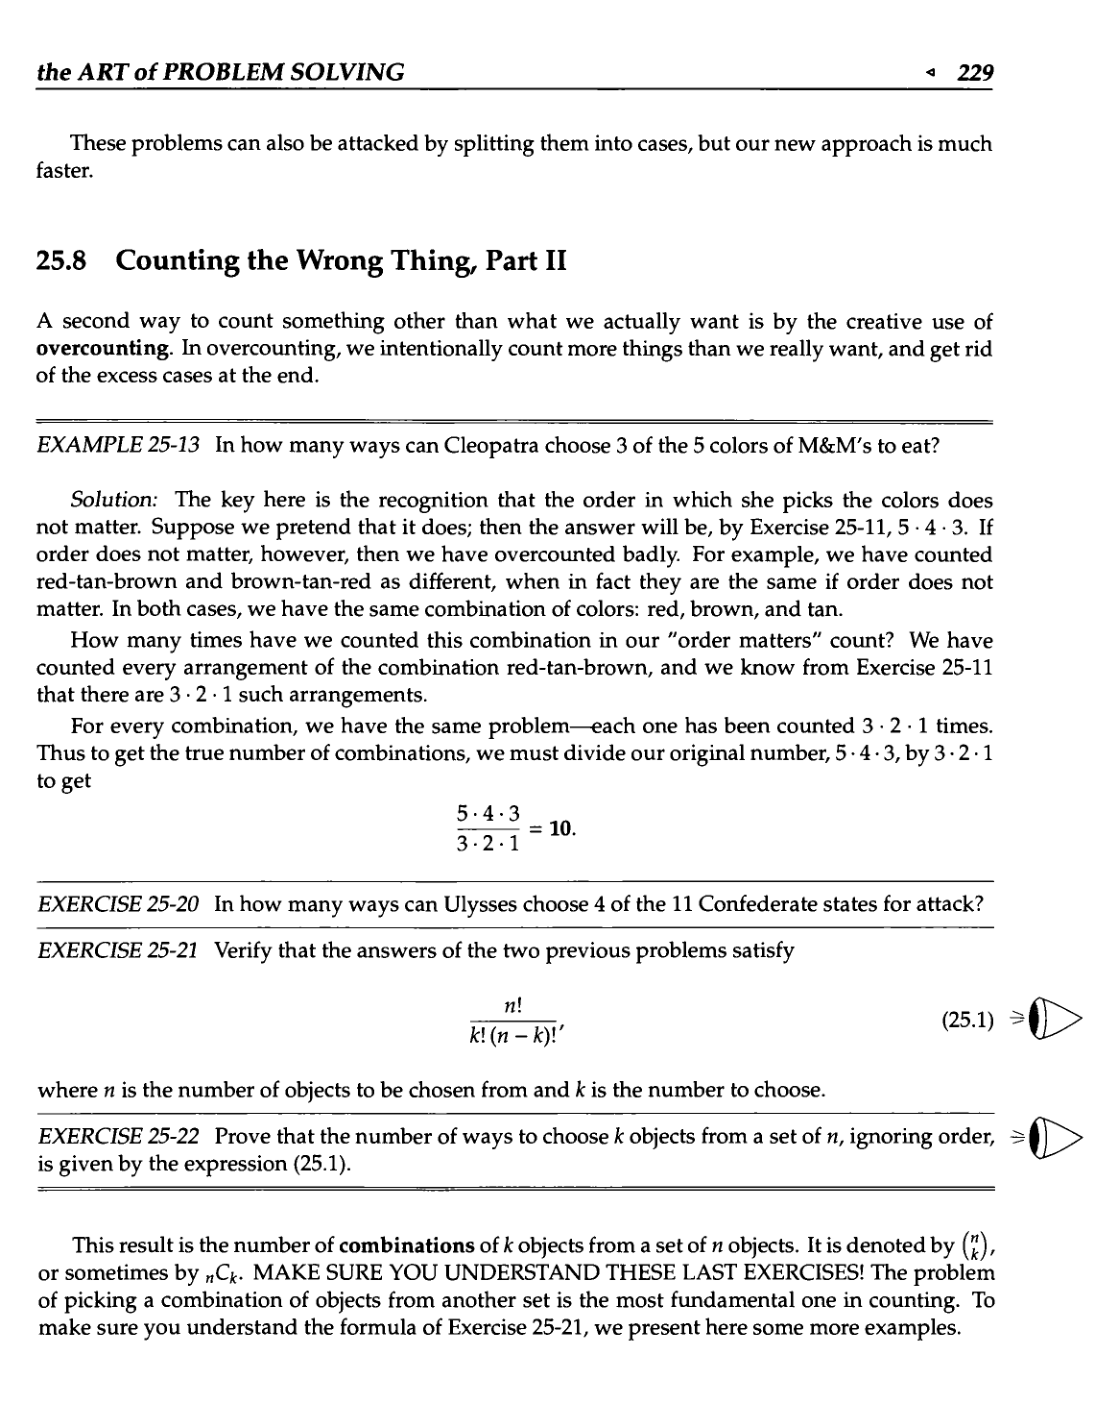 the ART of PROBLEM SOLVING ◁ 229
These problems can also be attacked by splitting them into cases, but our new approach is much
faster.
25.8 Counting the Wrong Thing, Part II
A second way to count something other than what we actually want is by the creative use of
overcounting. In overcounting, we intentionally count more things than we really want, and get rid
of the excess cases at the end.
EXAMPLE 25-13 In how many ways can Cleopatra choose 3 of the 5 colors of M&M's to eat?
Solution: The key here is the recognition that the order in which she picks the colors does
not matter. Suppose we pretend that it does; then the answer will be, by Exercise 25-11, 5 · 4 · 3. If
order does not matter, however, then we have overcounted badly. For example, we have counted
red-tan-brown and brown-tan-red as different, when in fact they are the same if order does not
matter. In both cases, we have the same combination of colors: red, brown, and tan.
How many times have we counted this combination in our "order matters" count? We have
counted every arrangement of the combination red-tan-brown, and we know from Exercise 25-11
that there are 3 · 2 · 1 such arrangements.
For every combination, we have the same problem—each one has been counted 3 · 2 · 1 times.
Thus to get the true number of combinations, we must divide our original number, 5 · 4 · 3, by 3 · 2 · 1
to get
5 · 4 · 3
3 · 2 · 1 = 10.
EXERCISE 25-20 In how many ways can Ulysses choose 4 of the 11 Confederate states for attack?
EXERCISE 25-21 Verify that the answers of the two previous problems satisfy
n!
k! (n − k)!, (25.1)
where n is the number of objects to be chosen from and k is the number to choose.
EXERCISE 25-22 Prove that the number of ways to choose k objects from a set of n, ignoring order,
is given by the expression (25.1).
This result is the number of combinations of k objects from a set of n objects. It is denoted by (n k),
or sometimes by nCk. MAKE SURE YOU UNDERSTAND THESE LAST EXERCISES! The problem
of picking a combination of objects from another set is the most fundamental one in counting. To
make sure you understand the formula of Exercise 25-21, we present here some more examples.